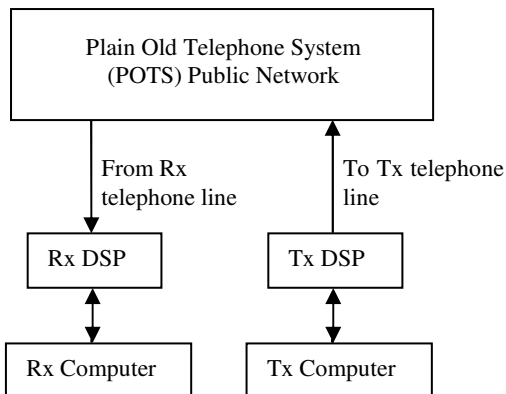 Plain Old Telephone System
(POTS) Public Network
From Rx
telephone line
To Tx telephone
line
Rx DSP
Tx DSP
Rx Computer
Tx Computer